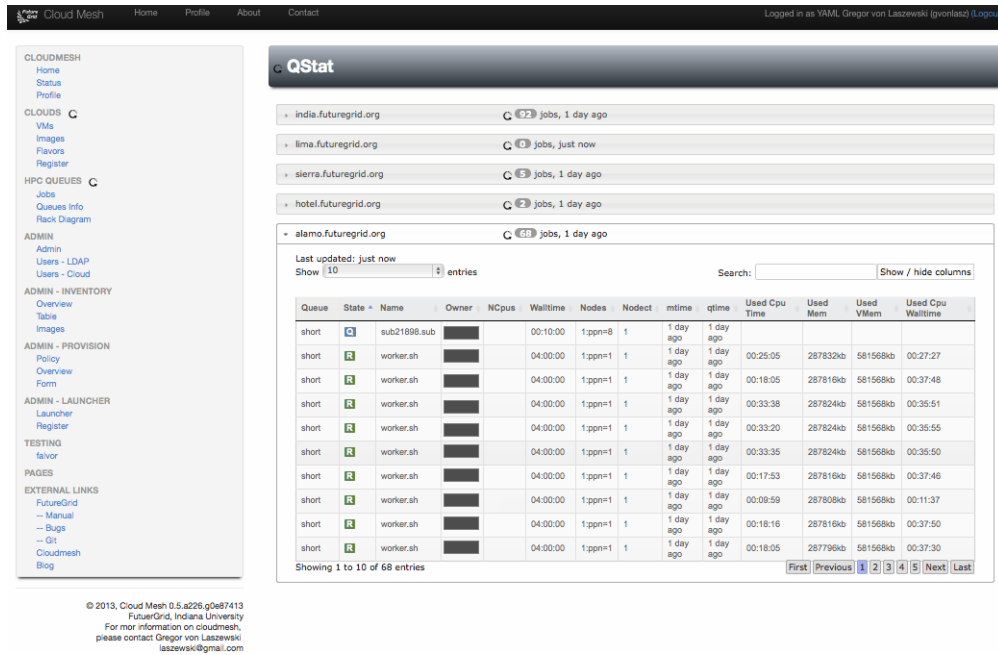 Future Grid Cloud Mesh Home Profile About Contact Logged in as YAML Gregor von Laszewski (gvonlasz) (Logou
CLOUDMESH
Home
Status
Profile
CLOUDS
VMs
Images
Flavors
Register
HPC QUEUES
Jobs
Queues Info
Rack Diagram
ADMIN
Admin
Users - LDAP
Users - Cloud
ADMIN - INVENTORY
Overview
Table
Images
ADMIN - PROVISION
Policy
Overview
Form
ADMIN - LAUNCHER
Launcher
Register
TESTING
faivor
PAGES
EXTERNAL LINKS
FutureGrid
-- Manual
-- Bugs
-- Git
Cloudmesh
Blog
© 2013, Cloud Mesh 0.5.a226.g0e87413
FutuerGrid, Indiana University
For mor information on cloudmesh,
please contact Gregor von Laszewski
laszewski@gmail.com
QStat
india.futuregrid.org 92 jobs, 1 day ago
lima.futuregrid.org 0 jobs, just now
sierra.futuregrid.org 5 jobs, 1 day ago
hotel.futuregrid.org 2 jobs, 1 day ago
alamo.futuregrid.org 68 jobs, 1 day ago
Last updated: just now
Show 10 entries Search: Show / hide columns
Queue State Name Owner NCpus Walltime Nodes Nodect mtime qtime Used Cpu Time Used Mem Used VMem Used Cpu Walltime
short Q sub21898.sub 00:10:00 1:ppn=8 1 1 day ago 1 day ago
short R worker.sh 04:00:00 1:ppn=1 1 1 day ago 1 day ago 00:25:05 287832kb 581568kb 00:27:27
short R worker.sh 04:00:00 1:ppn=1 1 1 day ago 1 day ago 00:18:05 287816kb 581568kb 00:37:48
short R worker.sh 04:00:00 1:ppn=1 1 1 day ago 1 day ago 00:33:38 287824kb 581568kb 00:35:51
short R worker.sh 04:00:00 1:ppn=1 1 1 day ago 1 day ago 00:33:20 287824kb 581568kb 00:35:55
short R worker.sh 04:00:00 1:ppn=1 1 1 day ago 1 day ago 00:33:35 287824kb 581568kb 00:35:50
short R worker.sh 04:00:00 1:ppn=1 1 1 day ago 1 day ago 00:17:53 287816kb 581568kb 00:37:46
short R worker.sh 04:00:00 1:ppn=1 1 1 day ago 1 day ago 00:09:59 287808kb 581568kb 00:11:37
short R worker.sh 04:00:00 1:ppn=1 1 1 day ago 1 day ago 00:18:16 287816kb 581568kb 00:37:50
short R worker.sh 04:00:00 1:ppn=1 1 1 day ago 1 day ago 00:18:05 287796kb 581568kb 00:37:30
Showing 1 to 10 of 68 entries First Previous 1 2 3 4 5 Next Last